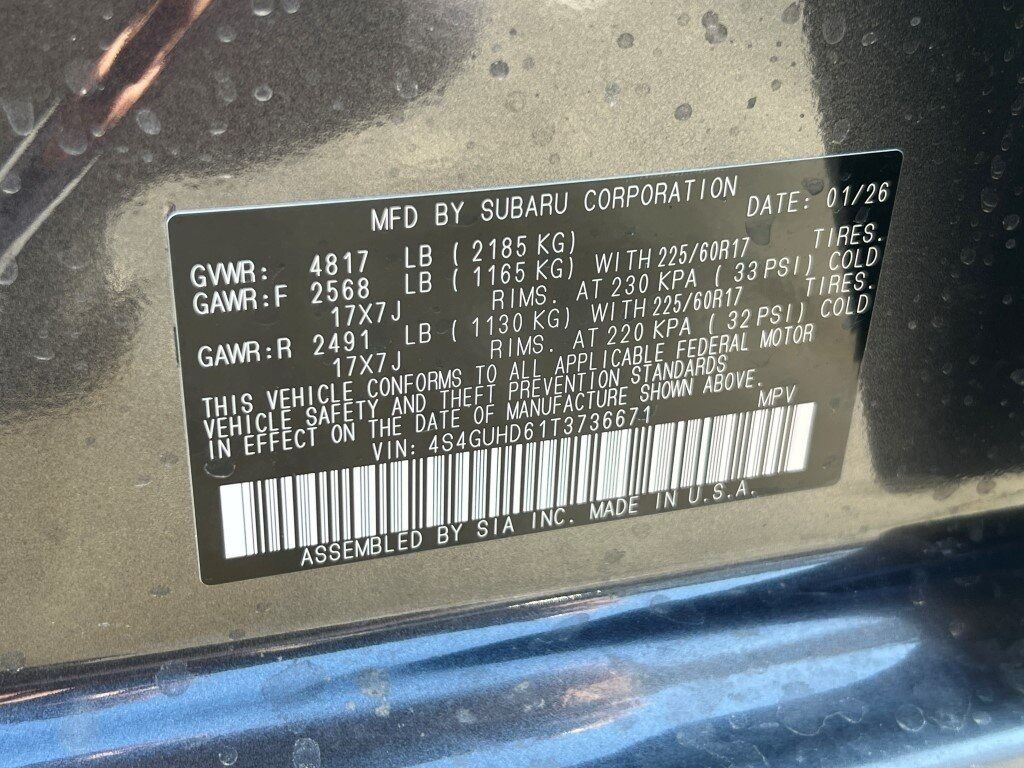 MFD BY SUBARU CORPORATION DATE: 01/26
GVWR: 4817 LB ( 2185 KG)
GAWR:F 2568 LB ( 1165 KG) WITH 225/60R17 TIRES.
17X7J RIMS. AT 230 KPA ( 33 PSI) COLD
GAWR:R 2491 LB ( 1130 KG) WITH 225/60R17 TIRES.
17X7J RIMS. AT 220 KPA ( 32 PSI) COLD
THIS VEHICLE CONFORMS TO ALL APPLICABLE FEDERAL MOTOR
VEHICLE SAFETY AND THEFT PREVENTION STANDARDS
IN EFFECT ON THE DATE OF MANUFACTURE SHOWN ABOVE.
VIN: 4S4GUHD61T3736671 MPV
ASSEMBLED BY SIA INC. MADE IN U.S.A.